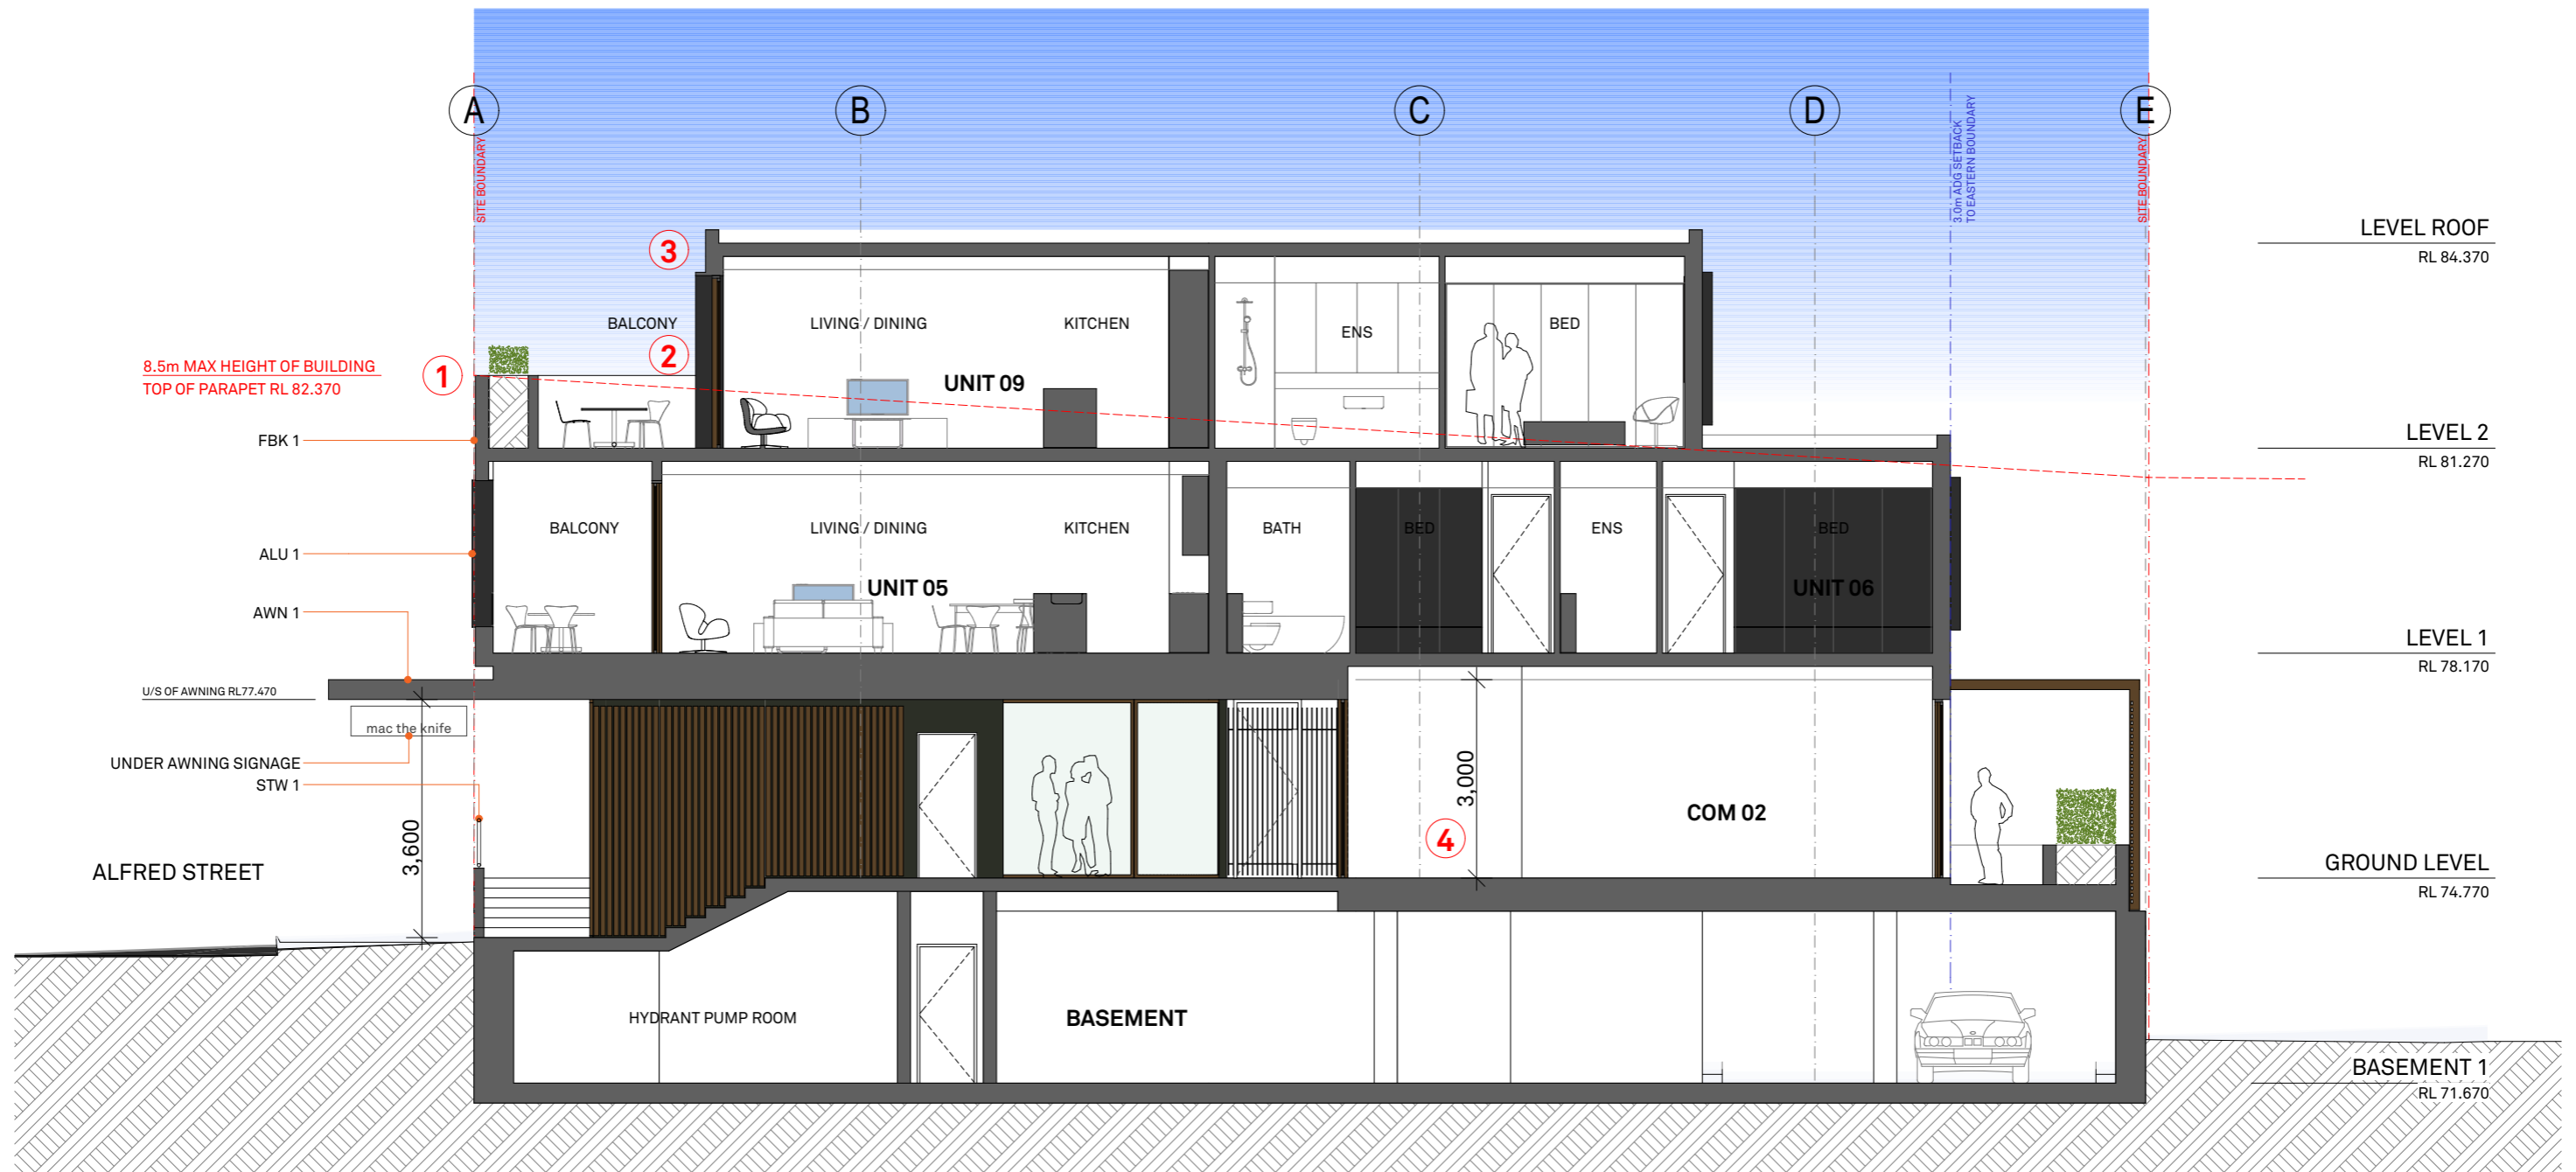 A
B
C
D
E
SITE BOUNDARY
3.0m ADG SETBACK
TO EASTERN BOUNDARY
SITE BOUNDARY
LEVEL ROOF
RL 84.370
3
BALCONY
LIVING / DINING
KITCHEN
ENS
BED
2
8.5m MAX HEIGHT OF BUILDING
TOP OF PARAPET RL 82.370
1
UNIT 09
FBK 1
LEVEL 2
RL 81.270
BALCONY
LIVING / DINING
KITCHEN
BATH
BED
ENS
BED
ALU 1
UNIT 05
UNIT 06
AWN 1
LEVEL 1
RL 78.170
U/S OF AWNING RL77.470
mac the knife
UNDER AWNING SIGNAGE
STW 1
3,000
COM 02
3,600
4
ALFRED STREET
GROUND LEVEL
RL 74.770
HYDRANT PUMP ROOM
BASEMENT
BASEMENT 1
RL 71.670